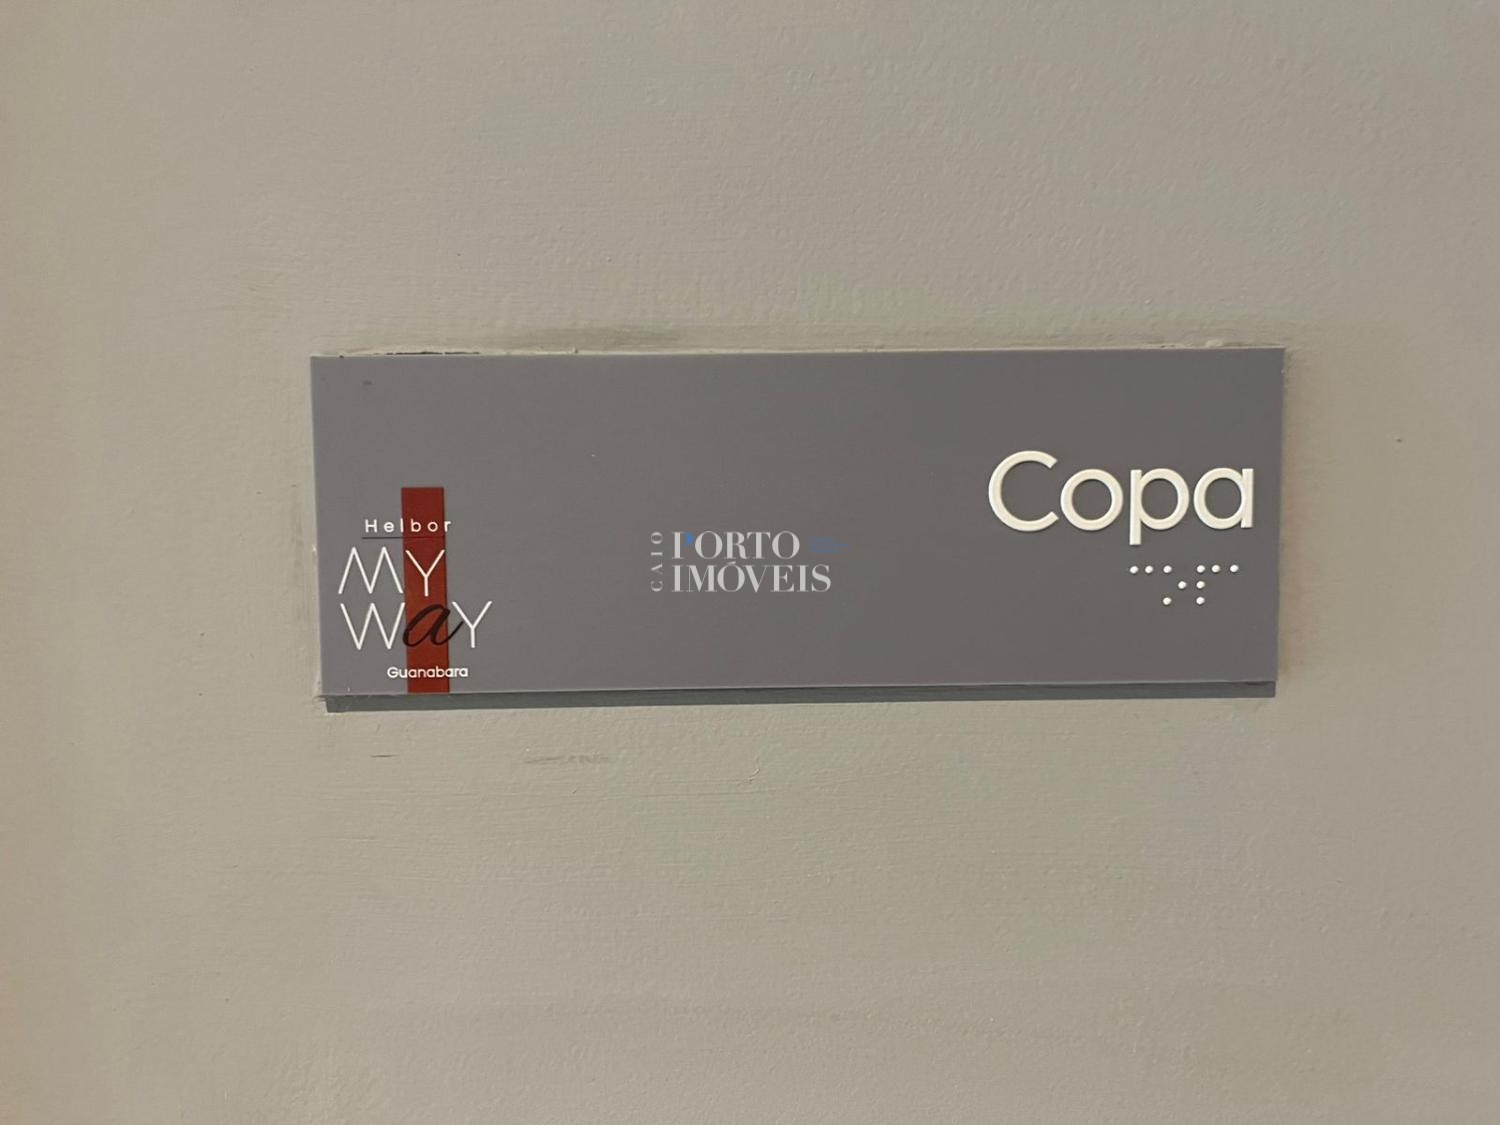 Copa
⠉⠕⠏⠁
Helbor
MY
WaY
Guanabara
CAIO
PORTO
IMÓVEIS